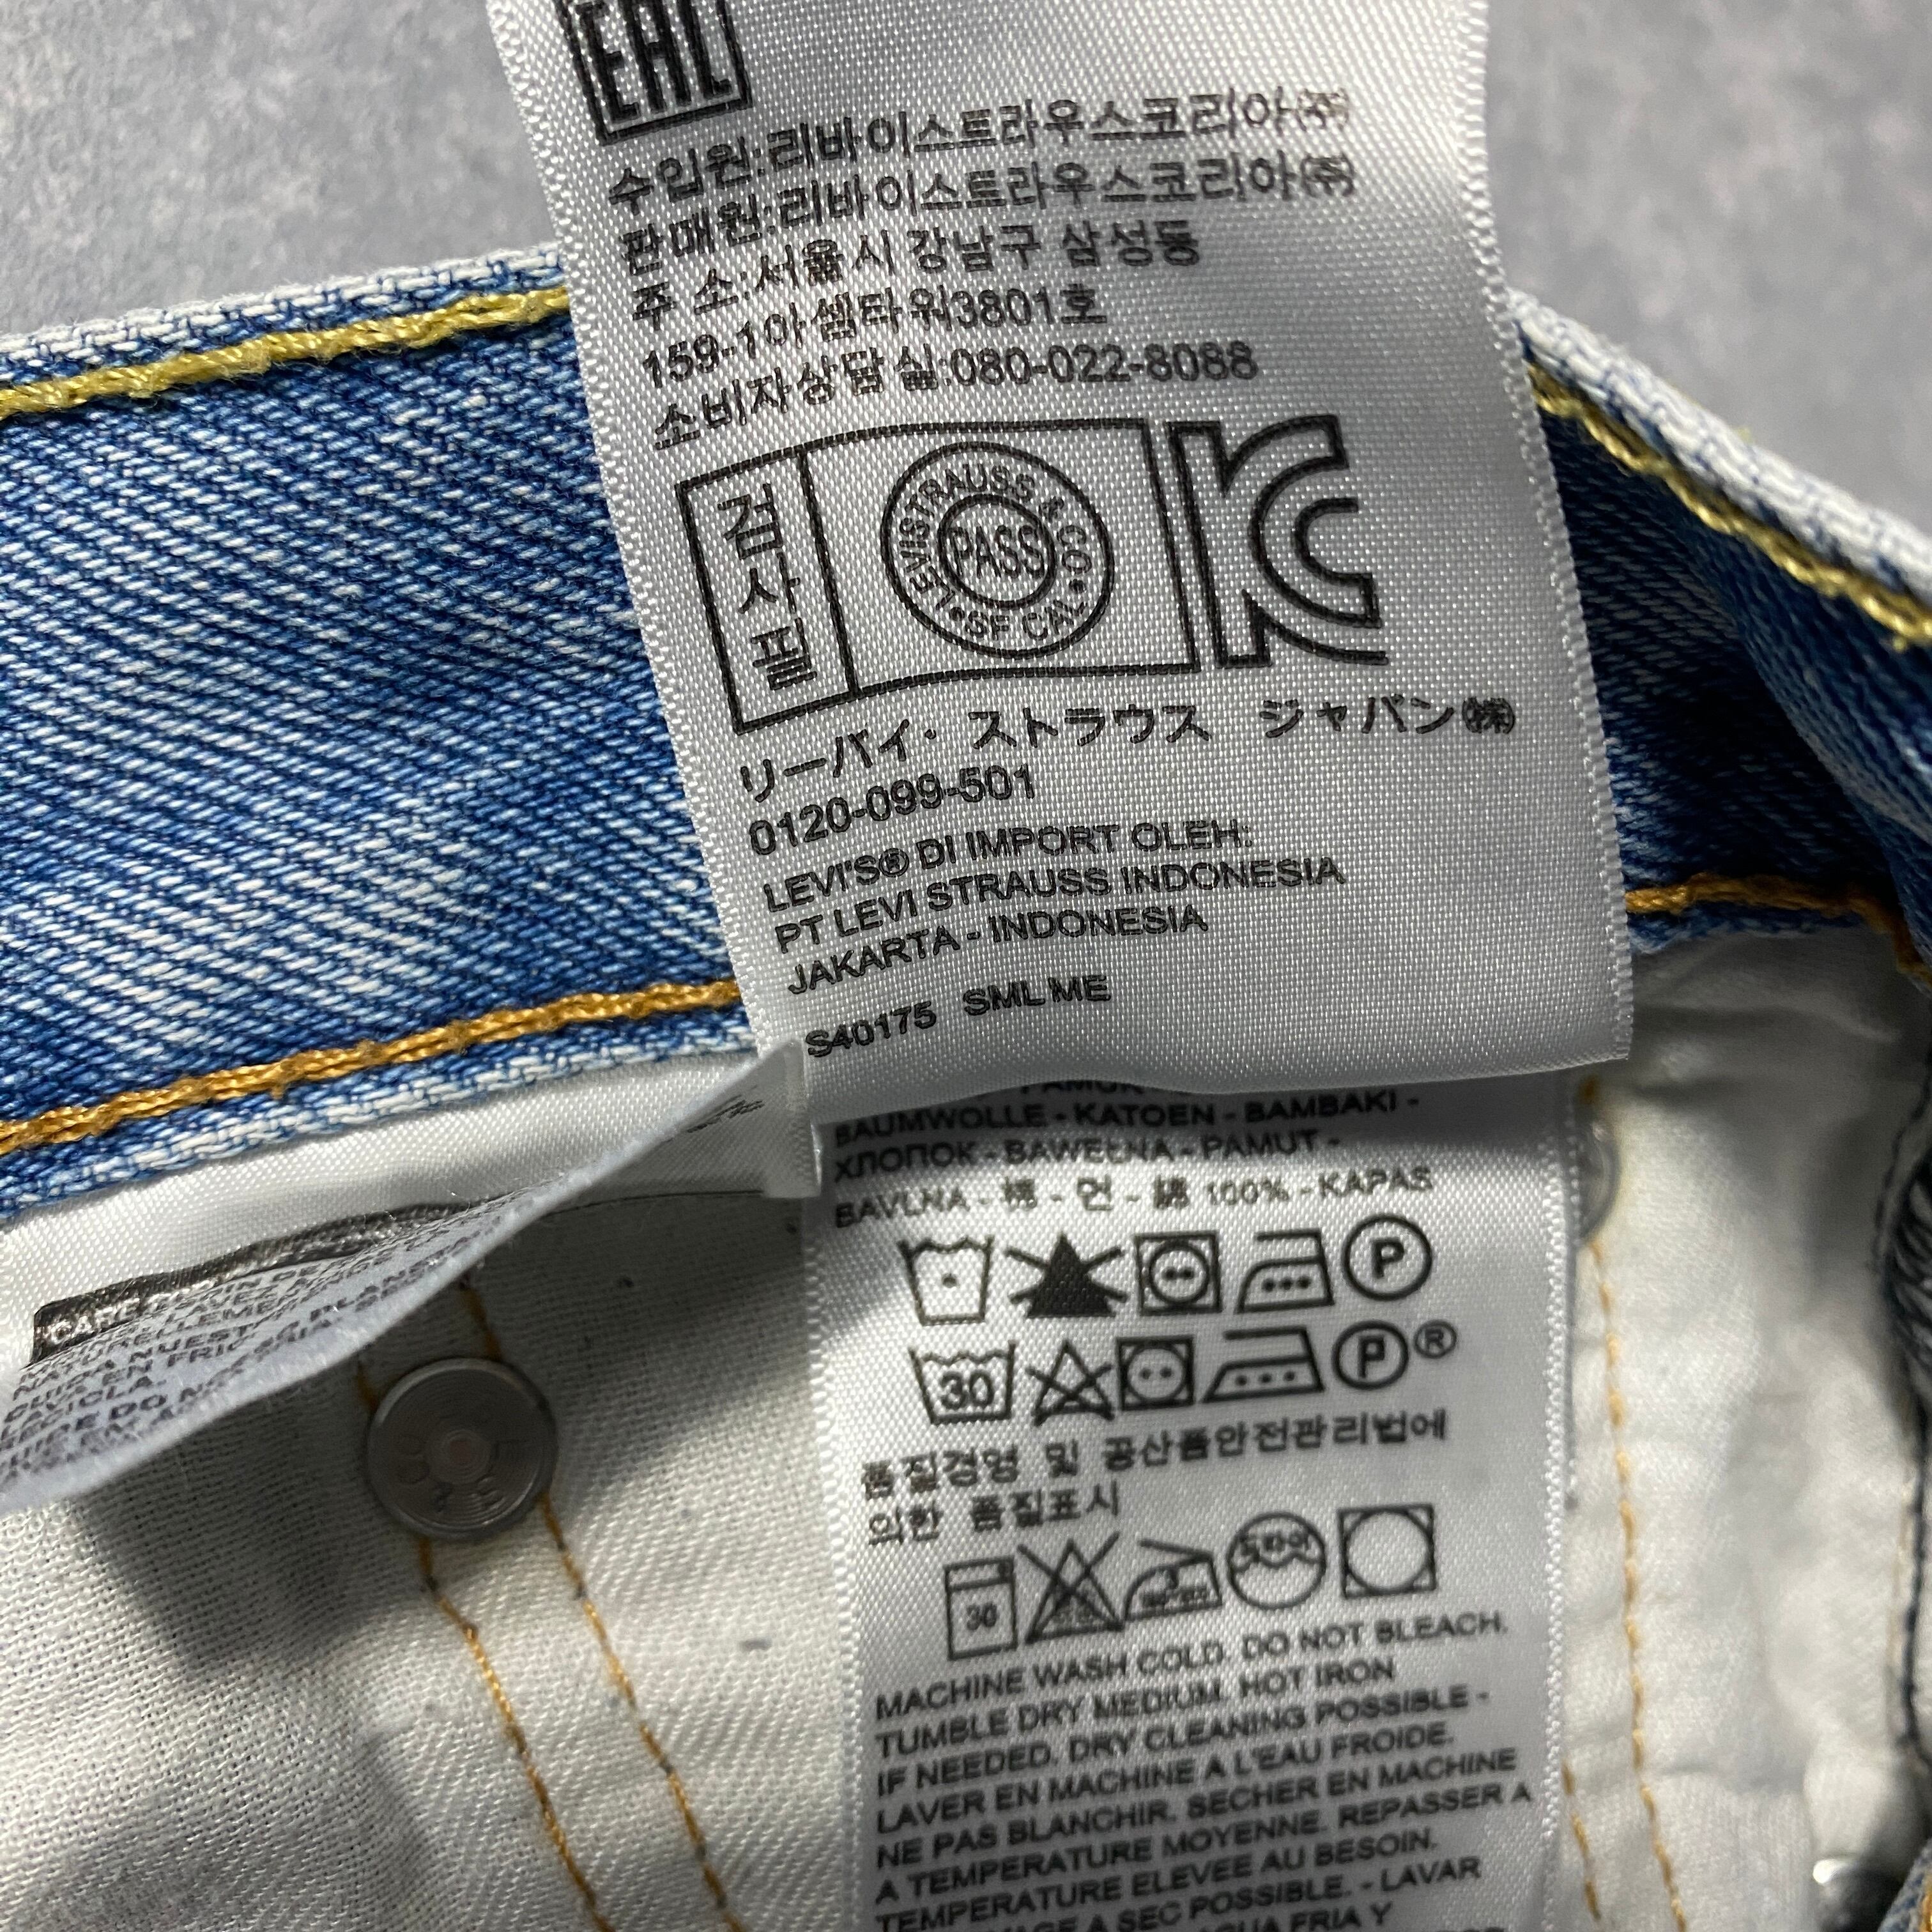 EAC
수입원:리바이스트라우스코리아㈜
판매원:리바이스트라우스코리아㈜
주 소:서울시 강남구 삼성동
159-1아셈타워3801호
소비자상담실:080-022-8088
검사필
LEVI STRAUSS & CO. • SF CAL •
PASS
リーバイ・ストラウス ジャパン㈱
0120-099-501
LEVI'S® DI IMPORT OLEH:
PT LEVI STRAUSS INDONESIA
JAKARTA - INDONESIA
S40175 SML ME
BAUMWOLLE - KATOEN - BAMBAKI -
ХЛОПОК - BAWEŁNA - PAMUT -
BAVLNA - 棉 - 면 - 綿 100% - KAPAS
P
30 P®
품질경영 및 공산품안전관리법에
의한 품질표시
30 드라이
MACHINE WASH COLD. DO NOT BLEACH.
TUMBLE DRY MEDIUM. HOT IRON
IF NEEDED. DRY CLEANING POSSIBLE -
LAVER EN MACHINE A L'EAU FROIDE.
NE PAS BLANCHIR. SECHER EN MACHINE
A TEMPERATURE MOYENNE. REPASSER A
TEMPERATURE ELEVEE AU BESOIN.
A SEC POSSIBLE. - LAVAR
FRIA Y